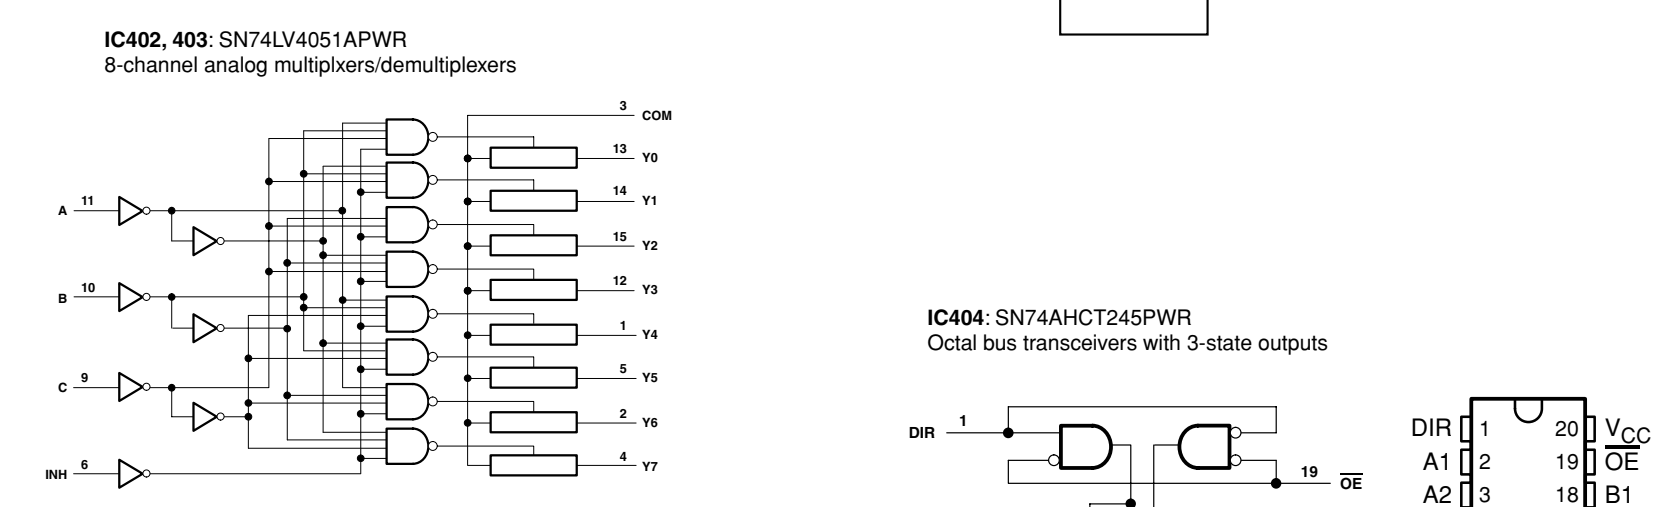 IC402, 403: SN74LV4051APWR
8-channel analog multiplxers/demultiplexers
3 COM
13 Y0
14 Y1
A 11
15 Y2
12 Y3
B 10
1 Y4
5 Y5
C 9
2 Y6
4 Y7
INH 6
IC404: SN74AHCT245PWR
Octal bus transceivers with 3-state outputs
DIR 1
19 OE
DIR 1 20 VCC
A1 2 19 OE
A2 3 18 B1